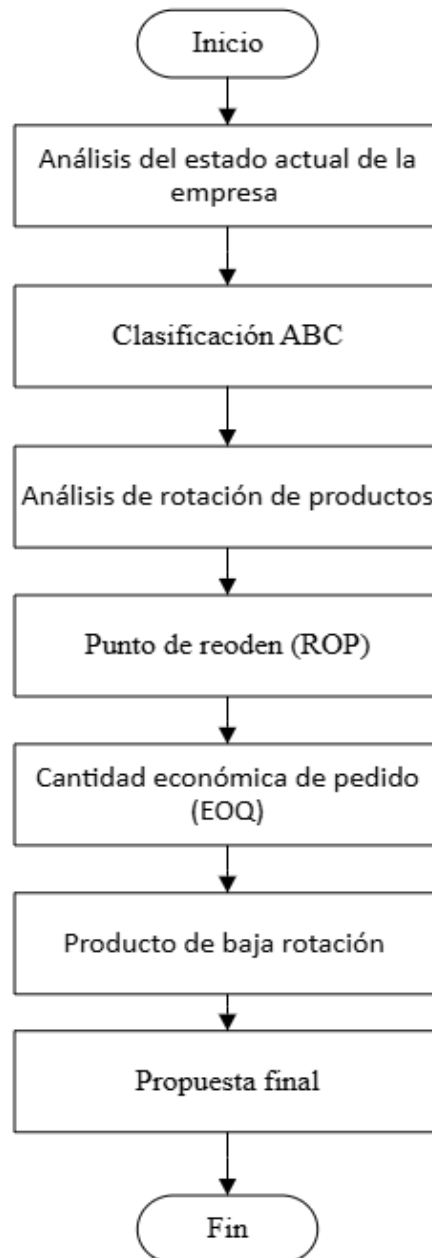 Inicio
Análisis del estado actual de la
empresa
Clasificación ABC
Análisis de rotación de productos
Punto de reoden (ROP)
Cantidad económica de pedido
(EOQ)
Producto de baja rotación
Propuesta final
Fin